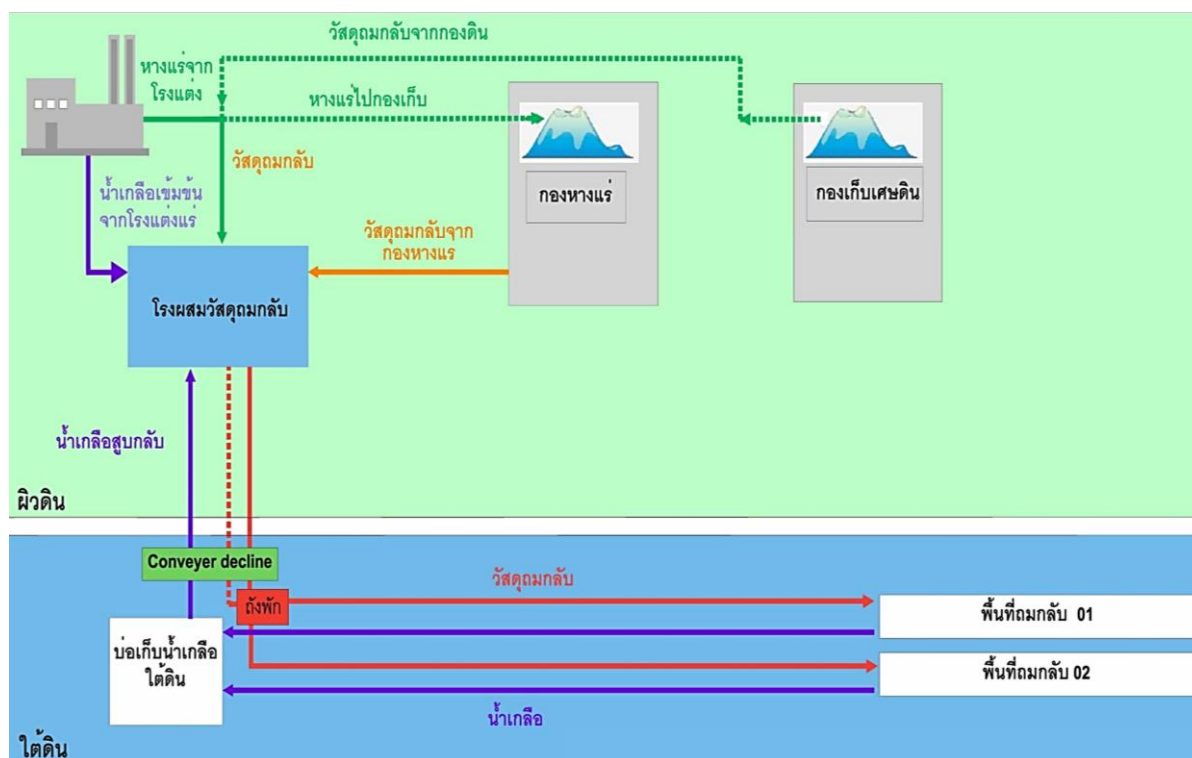 วัสดุถมกลับจากกองดิน
หางแร่จาก
โรงแต่ง
หางแร่ไปกองเก็บ
วัสดุถมกลับ
กองหางแร่
กองเก็บเศษดิน
น้ำเกลือเข้มข้น
จากโรงแต่งแร่
วัสดุถมกลับจาก
กองหางแร
โรงผสมวัสดุถมกลับ
น้ำเกลือสูบกลับ
ผิวดิน
Conveyer decline
วัสดุถมกลับ
ถังพัก
พื้นที่ถมกลับ 01
บ่อเก็บน้ำเกลือ
ใต้ดิน
พื้นที่ถมกลับ 02
น้ำเกลือ
ใต้ดิน